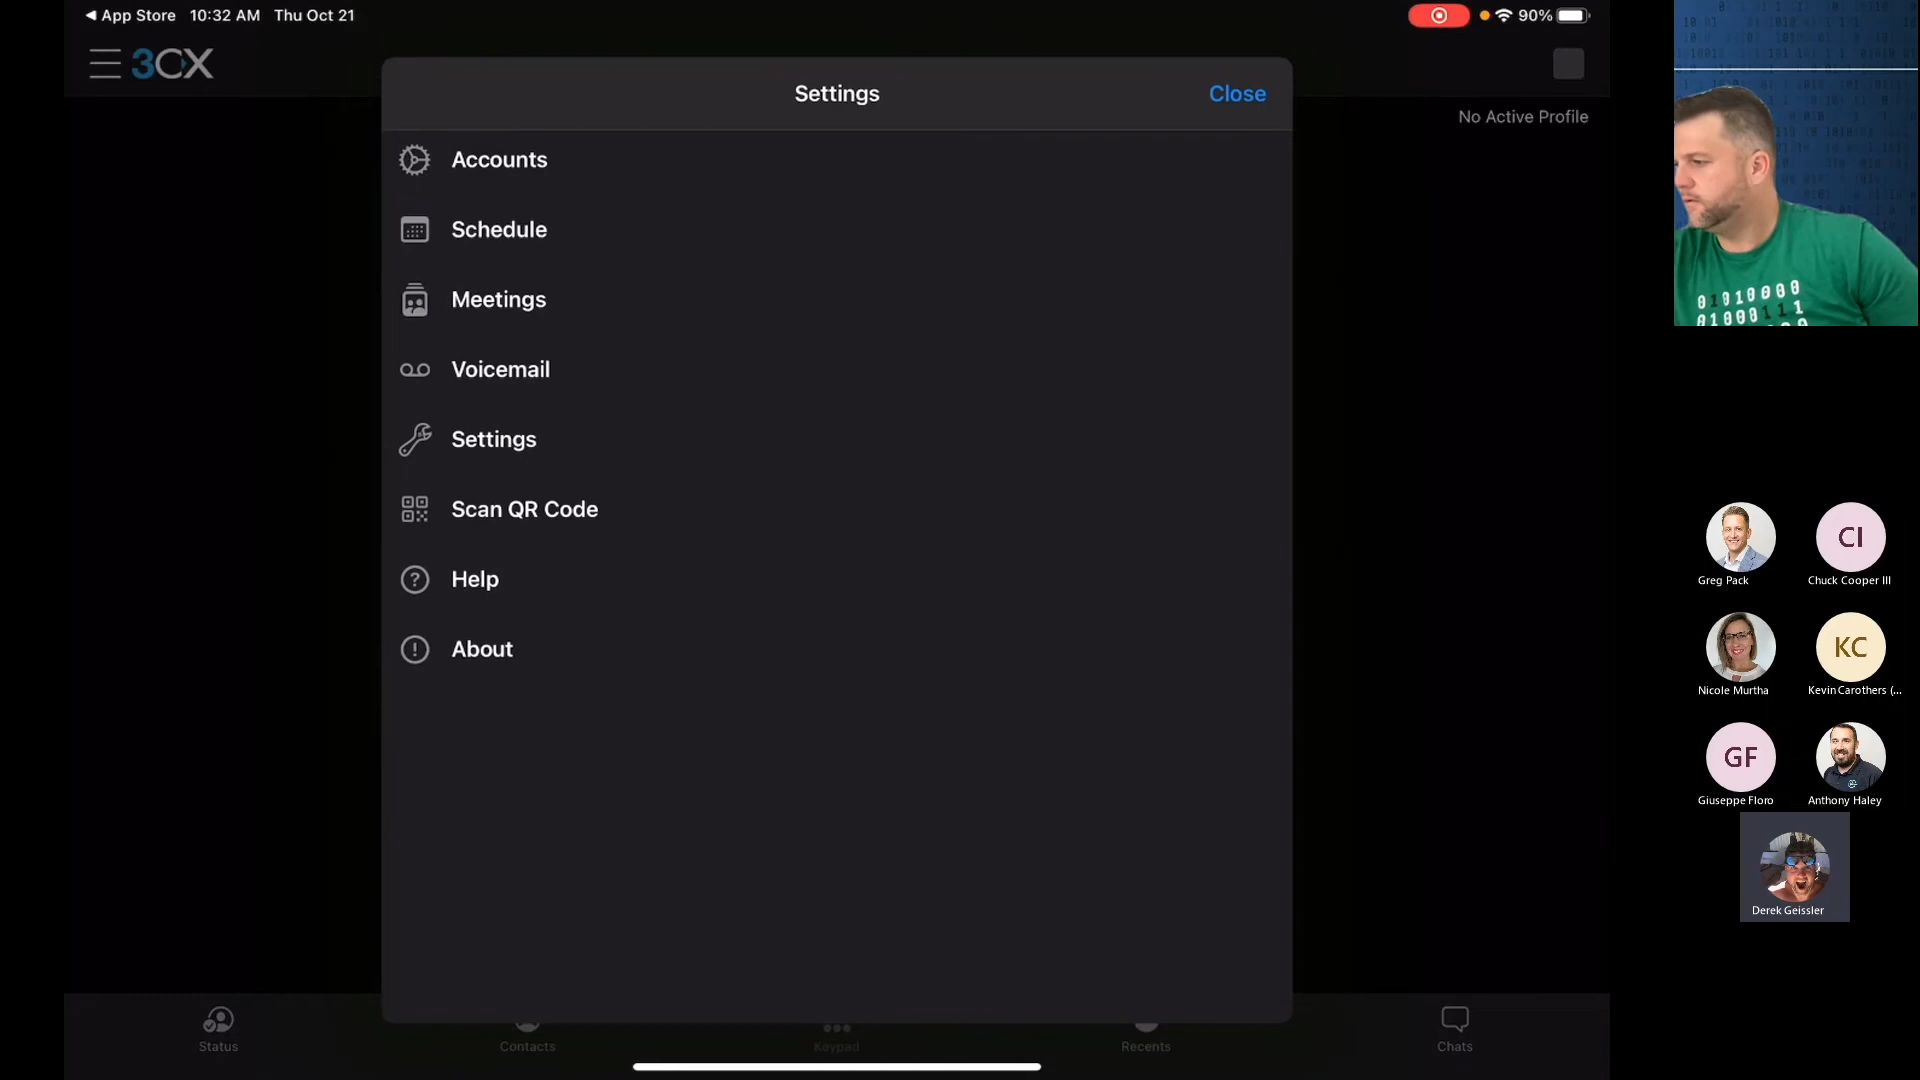 App Store 10:32 AM Thu Oct 21
90%
3CX
Settings
Close
No Active Profile
Accounts
Schedule
Meetings
Voicemail
Settings
Scan QR Code
Help
About
Status
Contacts
Keypad
Recents
Chats
01010000
01000111
CI
Greg Pack
Chuck Cooper III
KC
Nicole Murtha
Kevin Carothers (...
GF
Giuseppe Floro
Anthony Haley
Derek Geissler